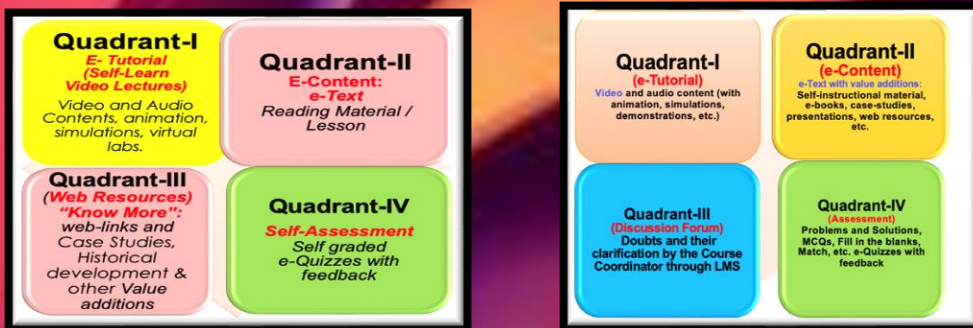 Quadrant-I
E- Tutorial
(Self-Learn
Video Lectures)
Video and Audio
Contents, animation,
simulations, virtual
labs.
Quadrant-II
E-Content:
e-Text
Reading Material /
Lesson
Quadrant-III
(Web Resources)
“Know More”:
web-links and
Case Studies,
Historical
development &
other Value
additions
Quadrant-IV
Self-Assessment
Self graded
e-Quizzes with
feedback
Quadrant-I
(e-Tutorial)
Video and audio content (with
animation, simulations,
demonstrations, etc.)
Quadrant-II
(e-Content)
e-Text with value additions:
Self-instructional material,
e-books, case-studies,
presentations, web resources,
etc.
Quadrant-III
(Discussion Forum)
Doubts and their
clarification by the Course
Coordinator through LMS
Quadrant-IV
(Assessment)
Problems and Solutions,
MCQs, Fill in the blanks,
Match, etc. e-Quizzes with
feedback